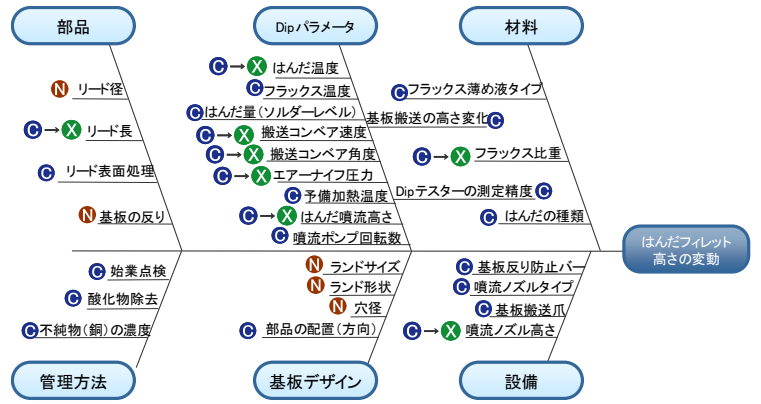 部品
Dipパラメータ
材料
N リード径
C→X リード長
C リード表面処理
N 基板の反り
C→X はんだ温度
C フラックス温度
C はんだ量(ソルダーレベル)
C→X 搬送コンベア速度
C→X 搬送コンベア角度
C→X エアーナイフ圧力
C 予備加熱温度
C→X はんだ噴流高さ
C 噴流ポンプ回転数
基板搬送の高さ変化 C
Dipテスターの測定精度 C
C フラックス薄め液タイプ
C→X フラックス比重
C はんだの種類
はんだフィレット
高さの変動
C 始業点検
C 酸化物除去
C 不純物(銅)の濃度
N ランドサイズ
N ランド形状
N 穴径
C 部品の配置(方向)
C 基板反り防止バー
C 噴流ノズルタイプ
C 基板搬送爪
C→X 噴流ノズル高さ
管理方法
基板デザイン
設備